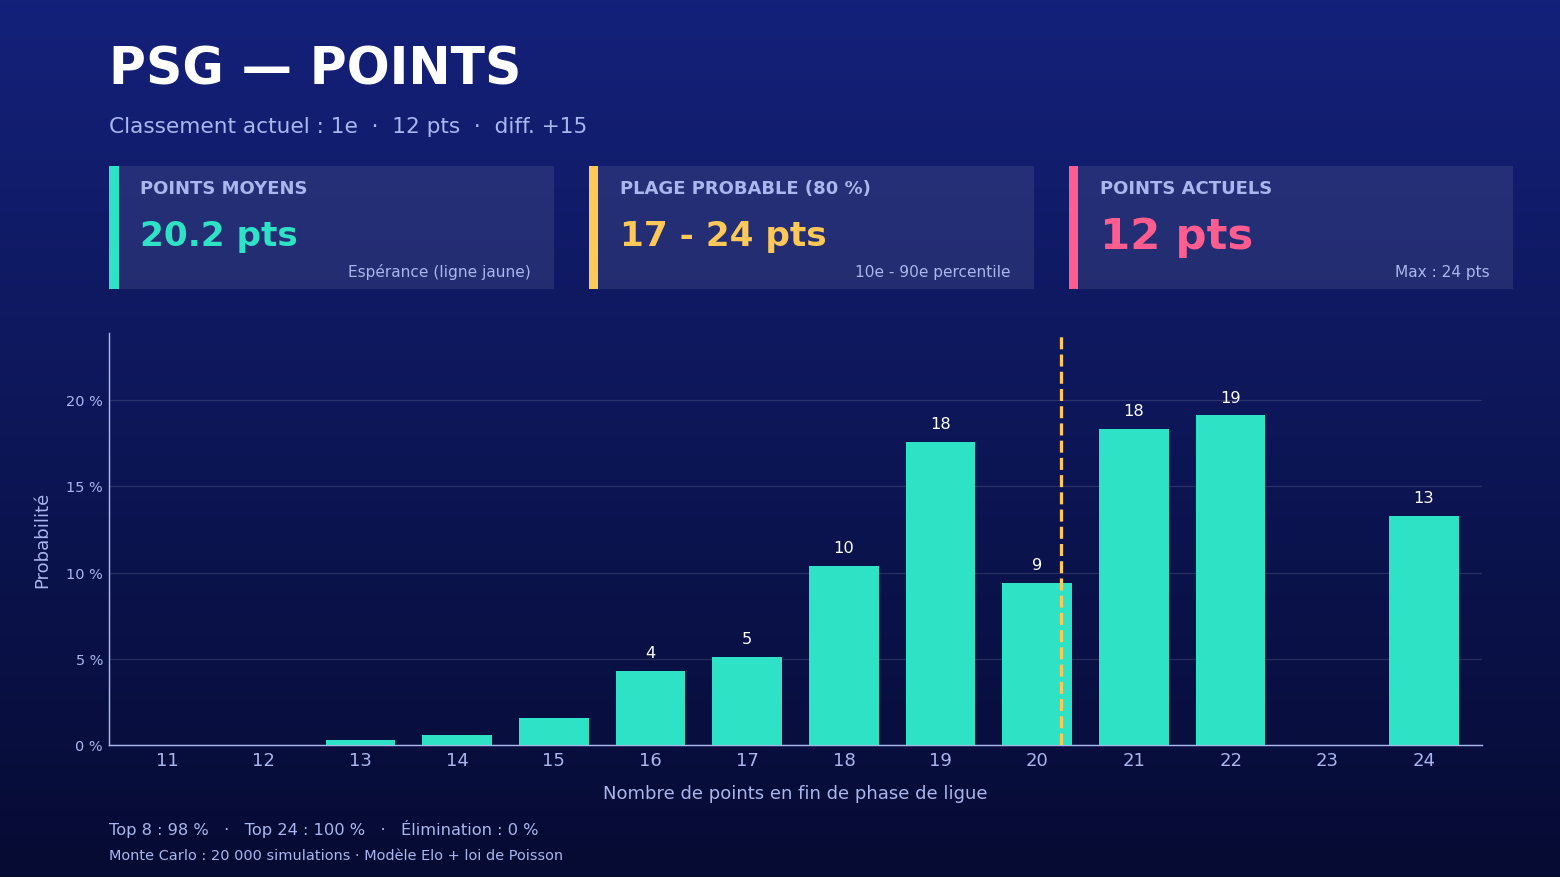 PSG — POINTS
Classement actuel : 1e · 12 pts · diff. +15
POINTS MOYENS
20.2 pts
Espérance (ligne jaune)
PLAGE PROBABLE (80 %)
17 - 24 pts
10e - 90e percentile
POINTS ACTUELS
12 pts
Max : 24 pts
Probabilité
20 %
15 %
10 %
5 %
0 %
4
5
10
18
9
18
19
13
11 12 13 14 15 16 17 18 19 20 21 22 23 24
Nombre de points en fin de phase de ligue
Top 8 : 98 % · Top 24 : 100 % · Élimination : 0 %
Monte Carlo : 20 000 simulations · Modèle Elo + loi de Poisson